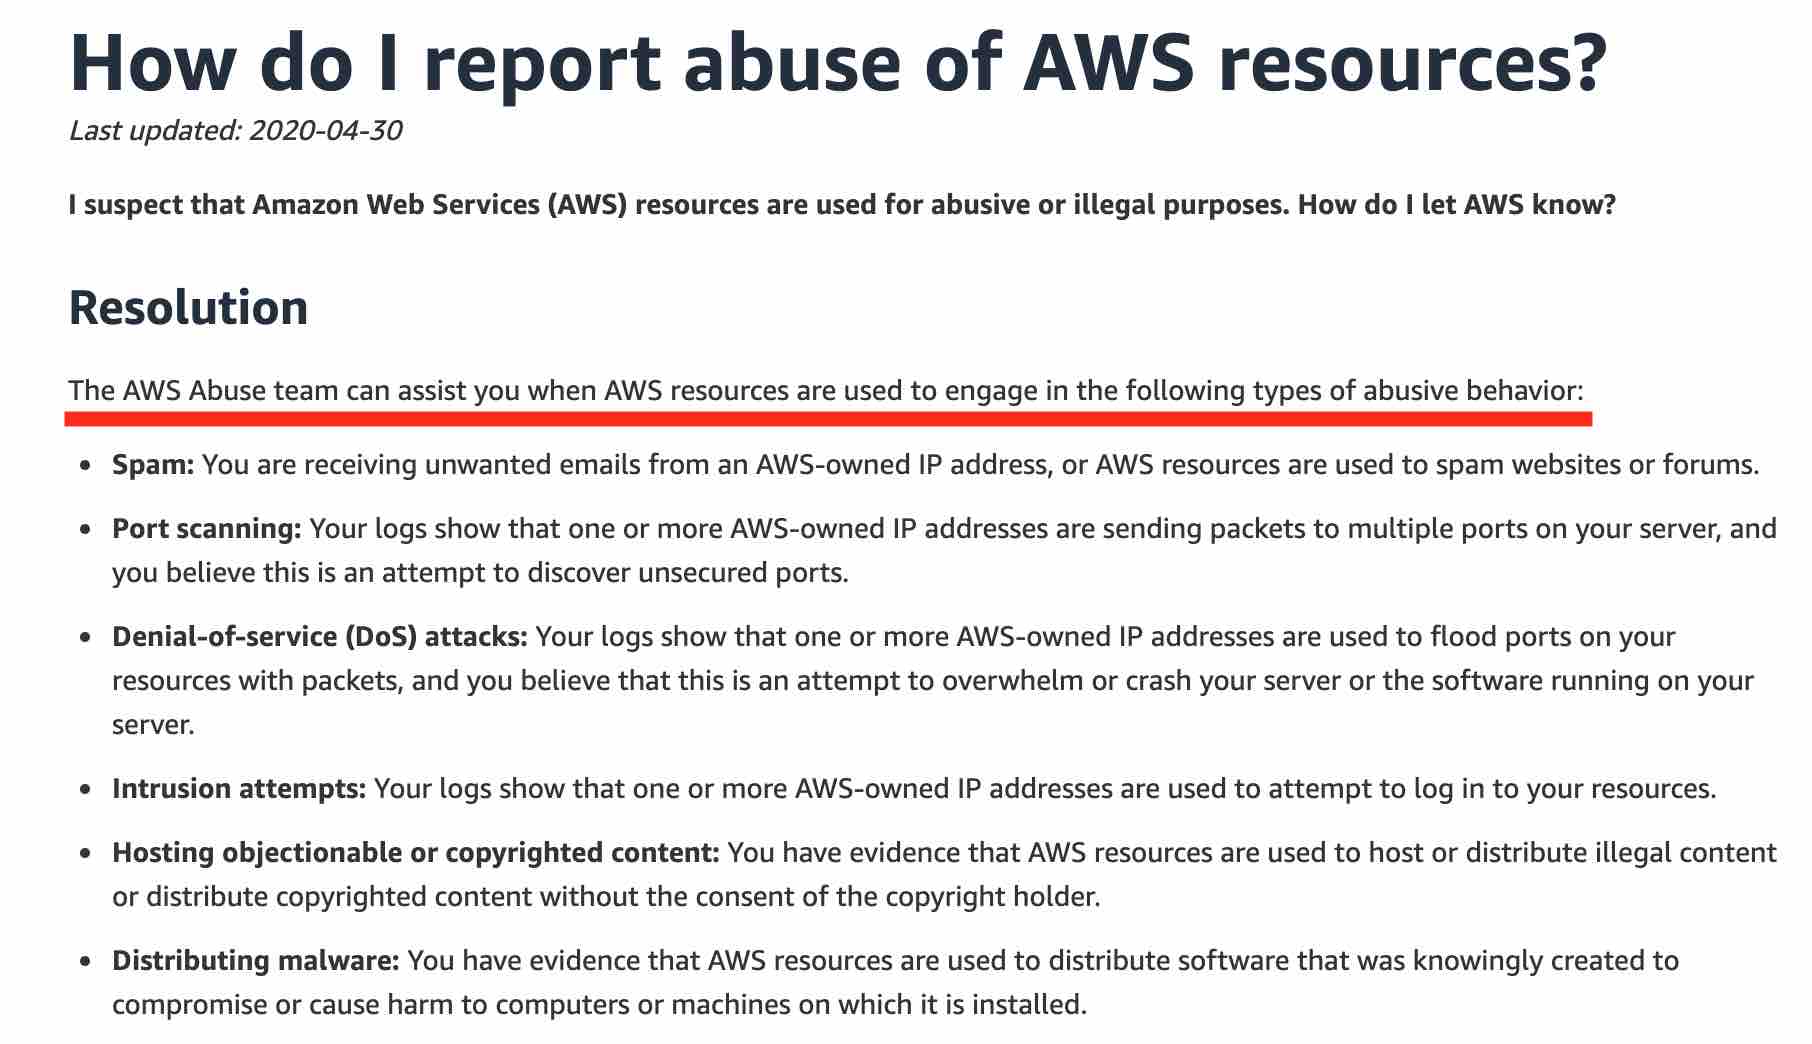 How do I report abuse of AWS resources?
Last updated: 2020-04-30
I suspect that Amazon Web Services (AWS) resources are used for abusive or illegal purposes. How do I let AWS know?
Resolution
The AWS Abuse team can assist you when AWS resources are used to engage in the following types of abusive behavior:
• Spam: You are receiving unwanted emails from an AWS-owned IP address, or AWS resources are used to spam websites or forums.
• Port scanning: Your logs show that one or more AWS-owned IP addresses are sending packets to multiple ports on your server, and
you believe this is an attempt to discover unsecured ports.
• Denial-of-service (DoS) attacks: Your logs show that one or more AWS-owned IP addresses are used to flood ports on your
resources with packets, and you believe that this is an attempt to overwhelm or crash your server or the software running on your
server.
• Intrusion attempts: Your logs show that one or more AWS-owned IP addresses are used to attempt to log in to your resources.
• Hosting objectionable or copyrighted content: You have evidence that AWS resources are used to host or distribute illegal content
or distribute copyrighted content without the consent of the copyright holder.
• Distributing malware: You have evidence that AWS resources are used to distribute software that was knowingly created to
compromise or cause harm to computers or machines on which it is installed.